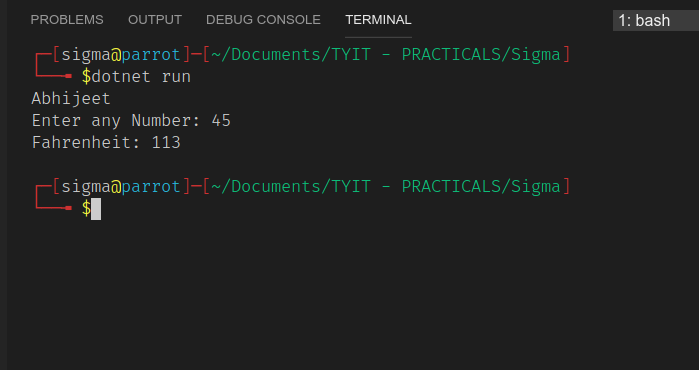 PROBLEMS OUTPUT DEBUG CONSOLE TERMINAL 1: bash
┌─[sigma@parrot]─[~/Documents/TYIT - PRACTICALS/Sigma]
└──╼ $dotnet run
Abhijeet
Enter any Number: 45
Fahrenheit: 113
┌─[sigma@parrot]─[~/Documents/TYIT - PRACTICALS/Sigma]
└──╼ $